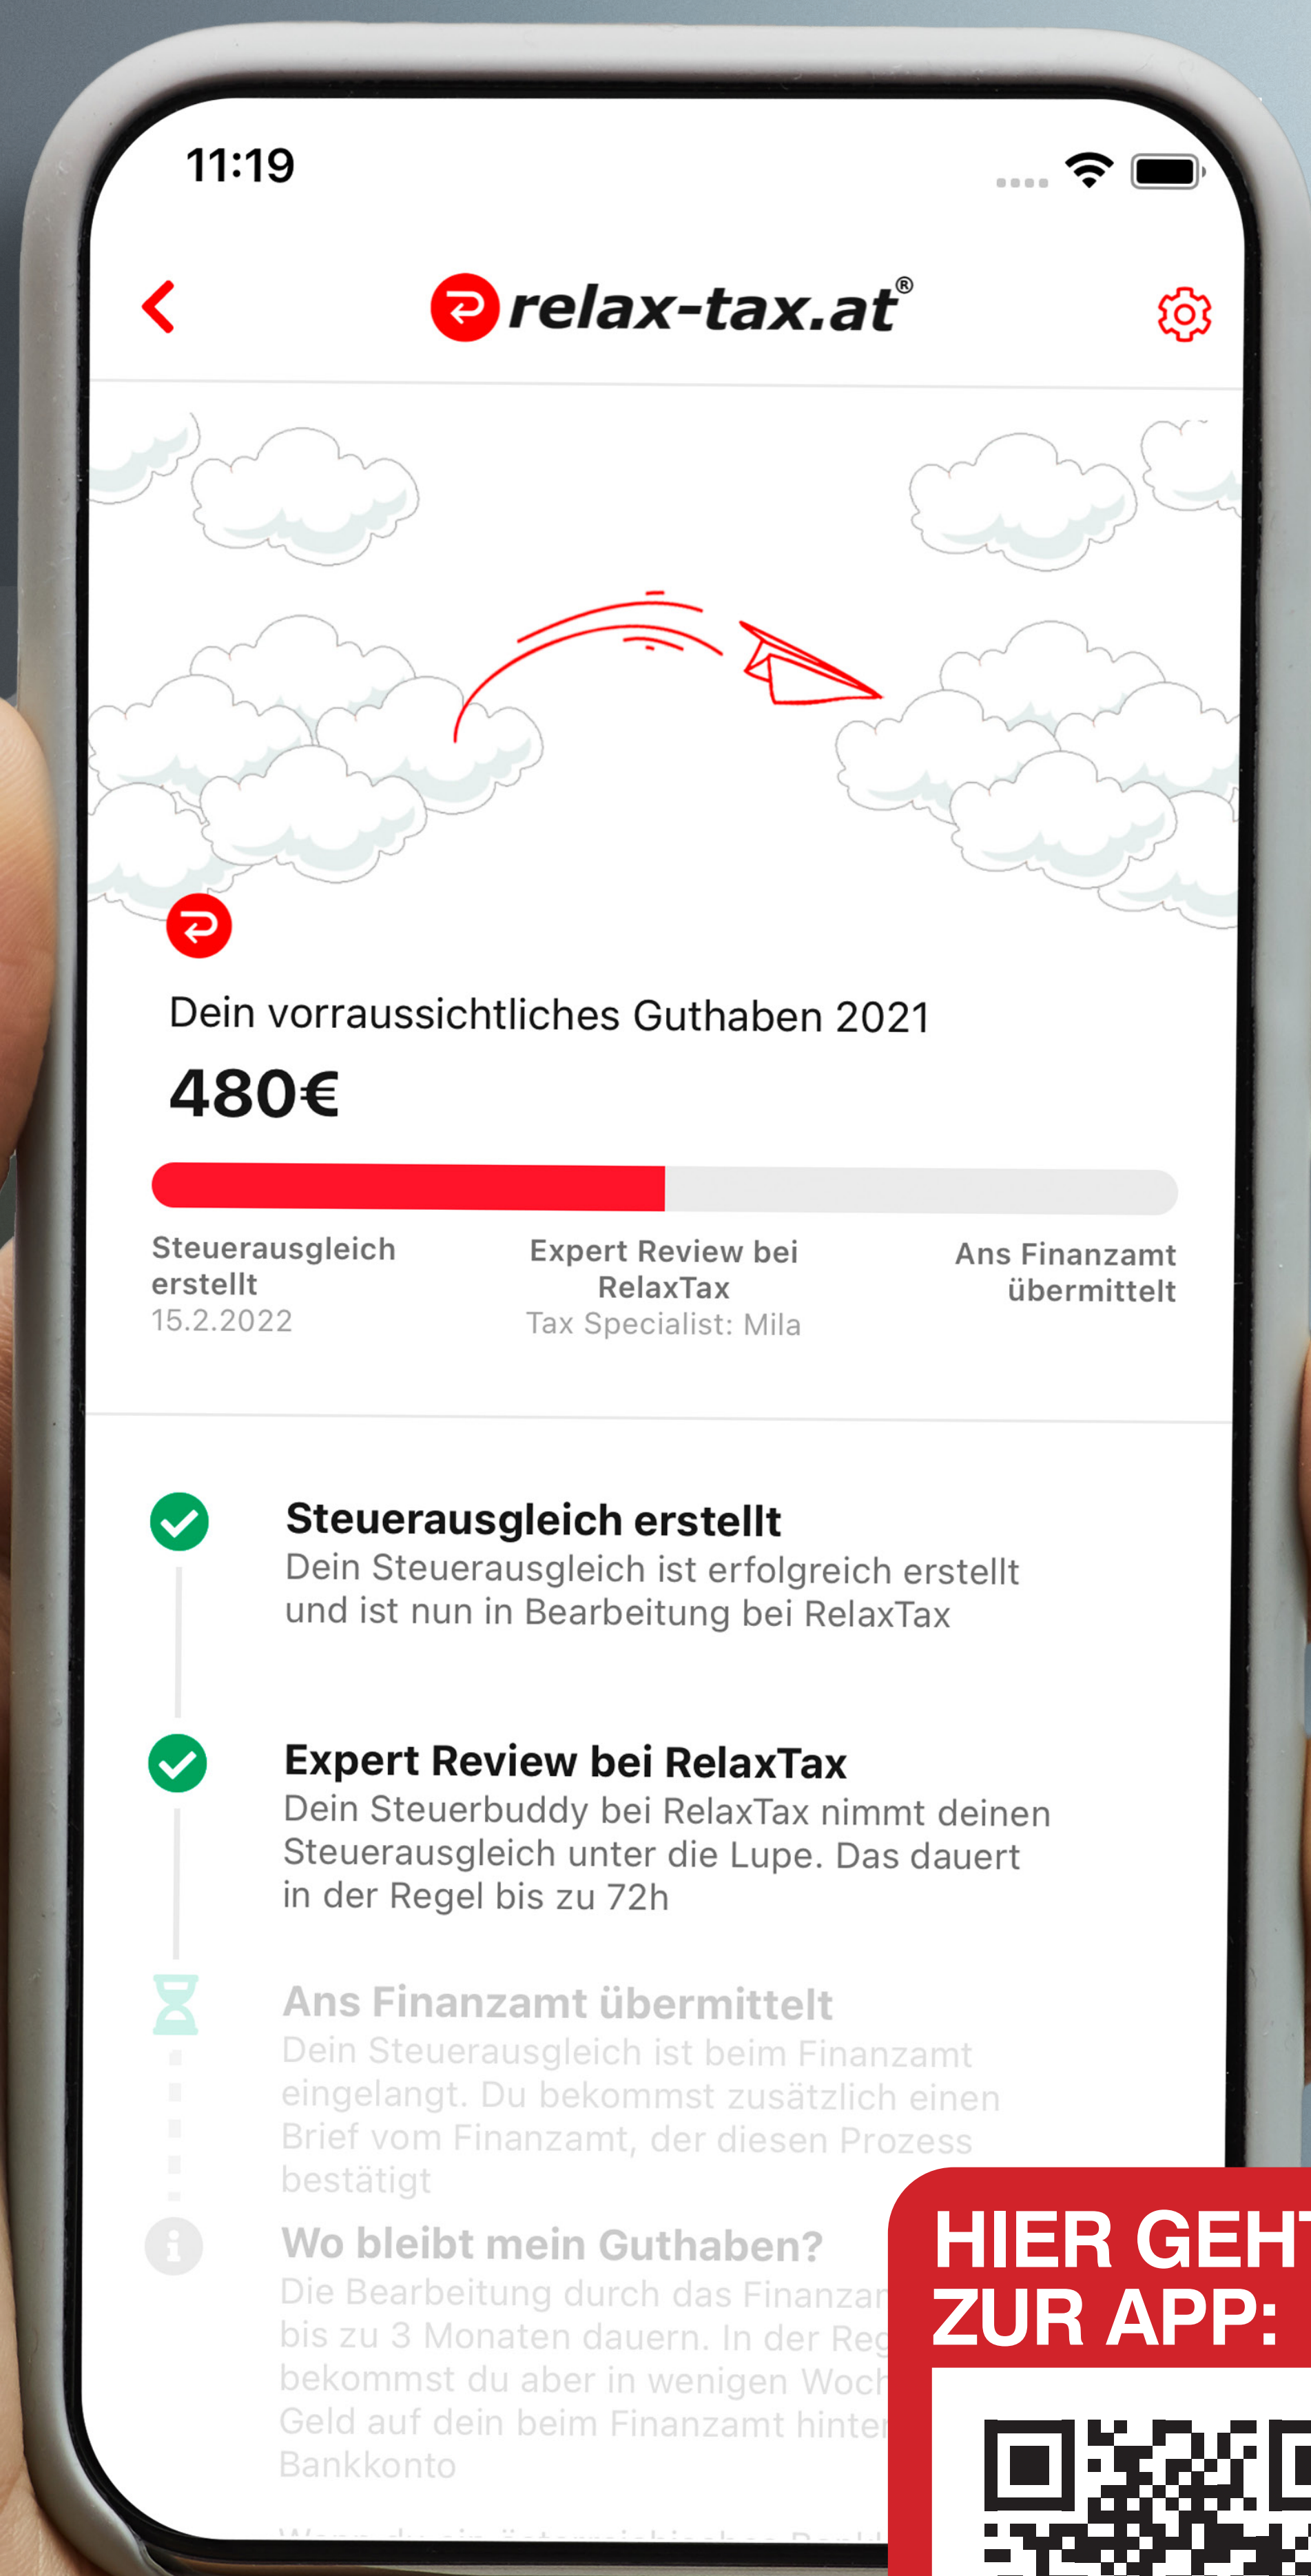 11:19
relax-tax.at®
Dein vorraussichtliches Guthaben 2021
480€
Steuerausgleich
erstellt
15.2.2022
Expert Review bei
RelaxTax
Tax Specialist: Mila
Ans Finanzamt
übermittelt
Steuerausgleich erstellt
Dein Steuerausgleich ist erfolgreich erstellt
und ist nun in Bearbeitung bei RelaxTax
Expert Review bei RelaxTax
Dein Steuerbuddy bei RelaxTax nimmt deinen
Steuerausgleich unter die Lupe. Das dauert
in der Regel bis zu 72h
Ans Finanzamt übermittelt
Dein Steuerausgleich ist beim Finanzamt
eingelangt. Du bekommst zusätzlich einen
Brief vom Finanzamt, der diesen Prozess
bestätigt
Wo bleibt mein Guthaben?
Die Bearbeitung durch das
bis zu 3 Monaten dauern. In der
bekommst du aber in wenigen
Geld auf dein beim Finanzamt
Bankkonto
HIER GEHT
ZUR APP: